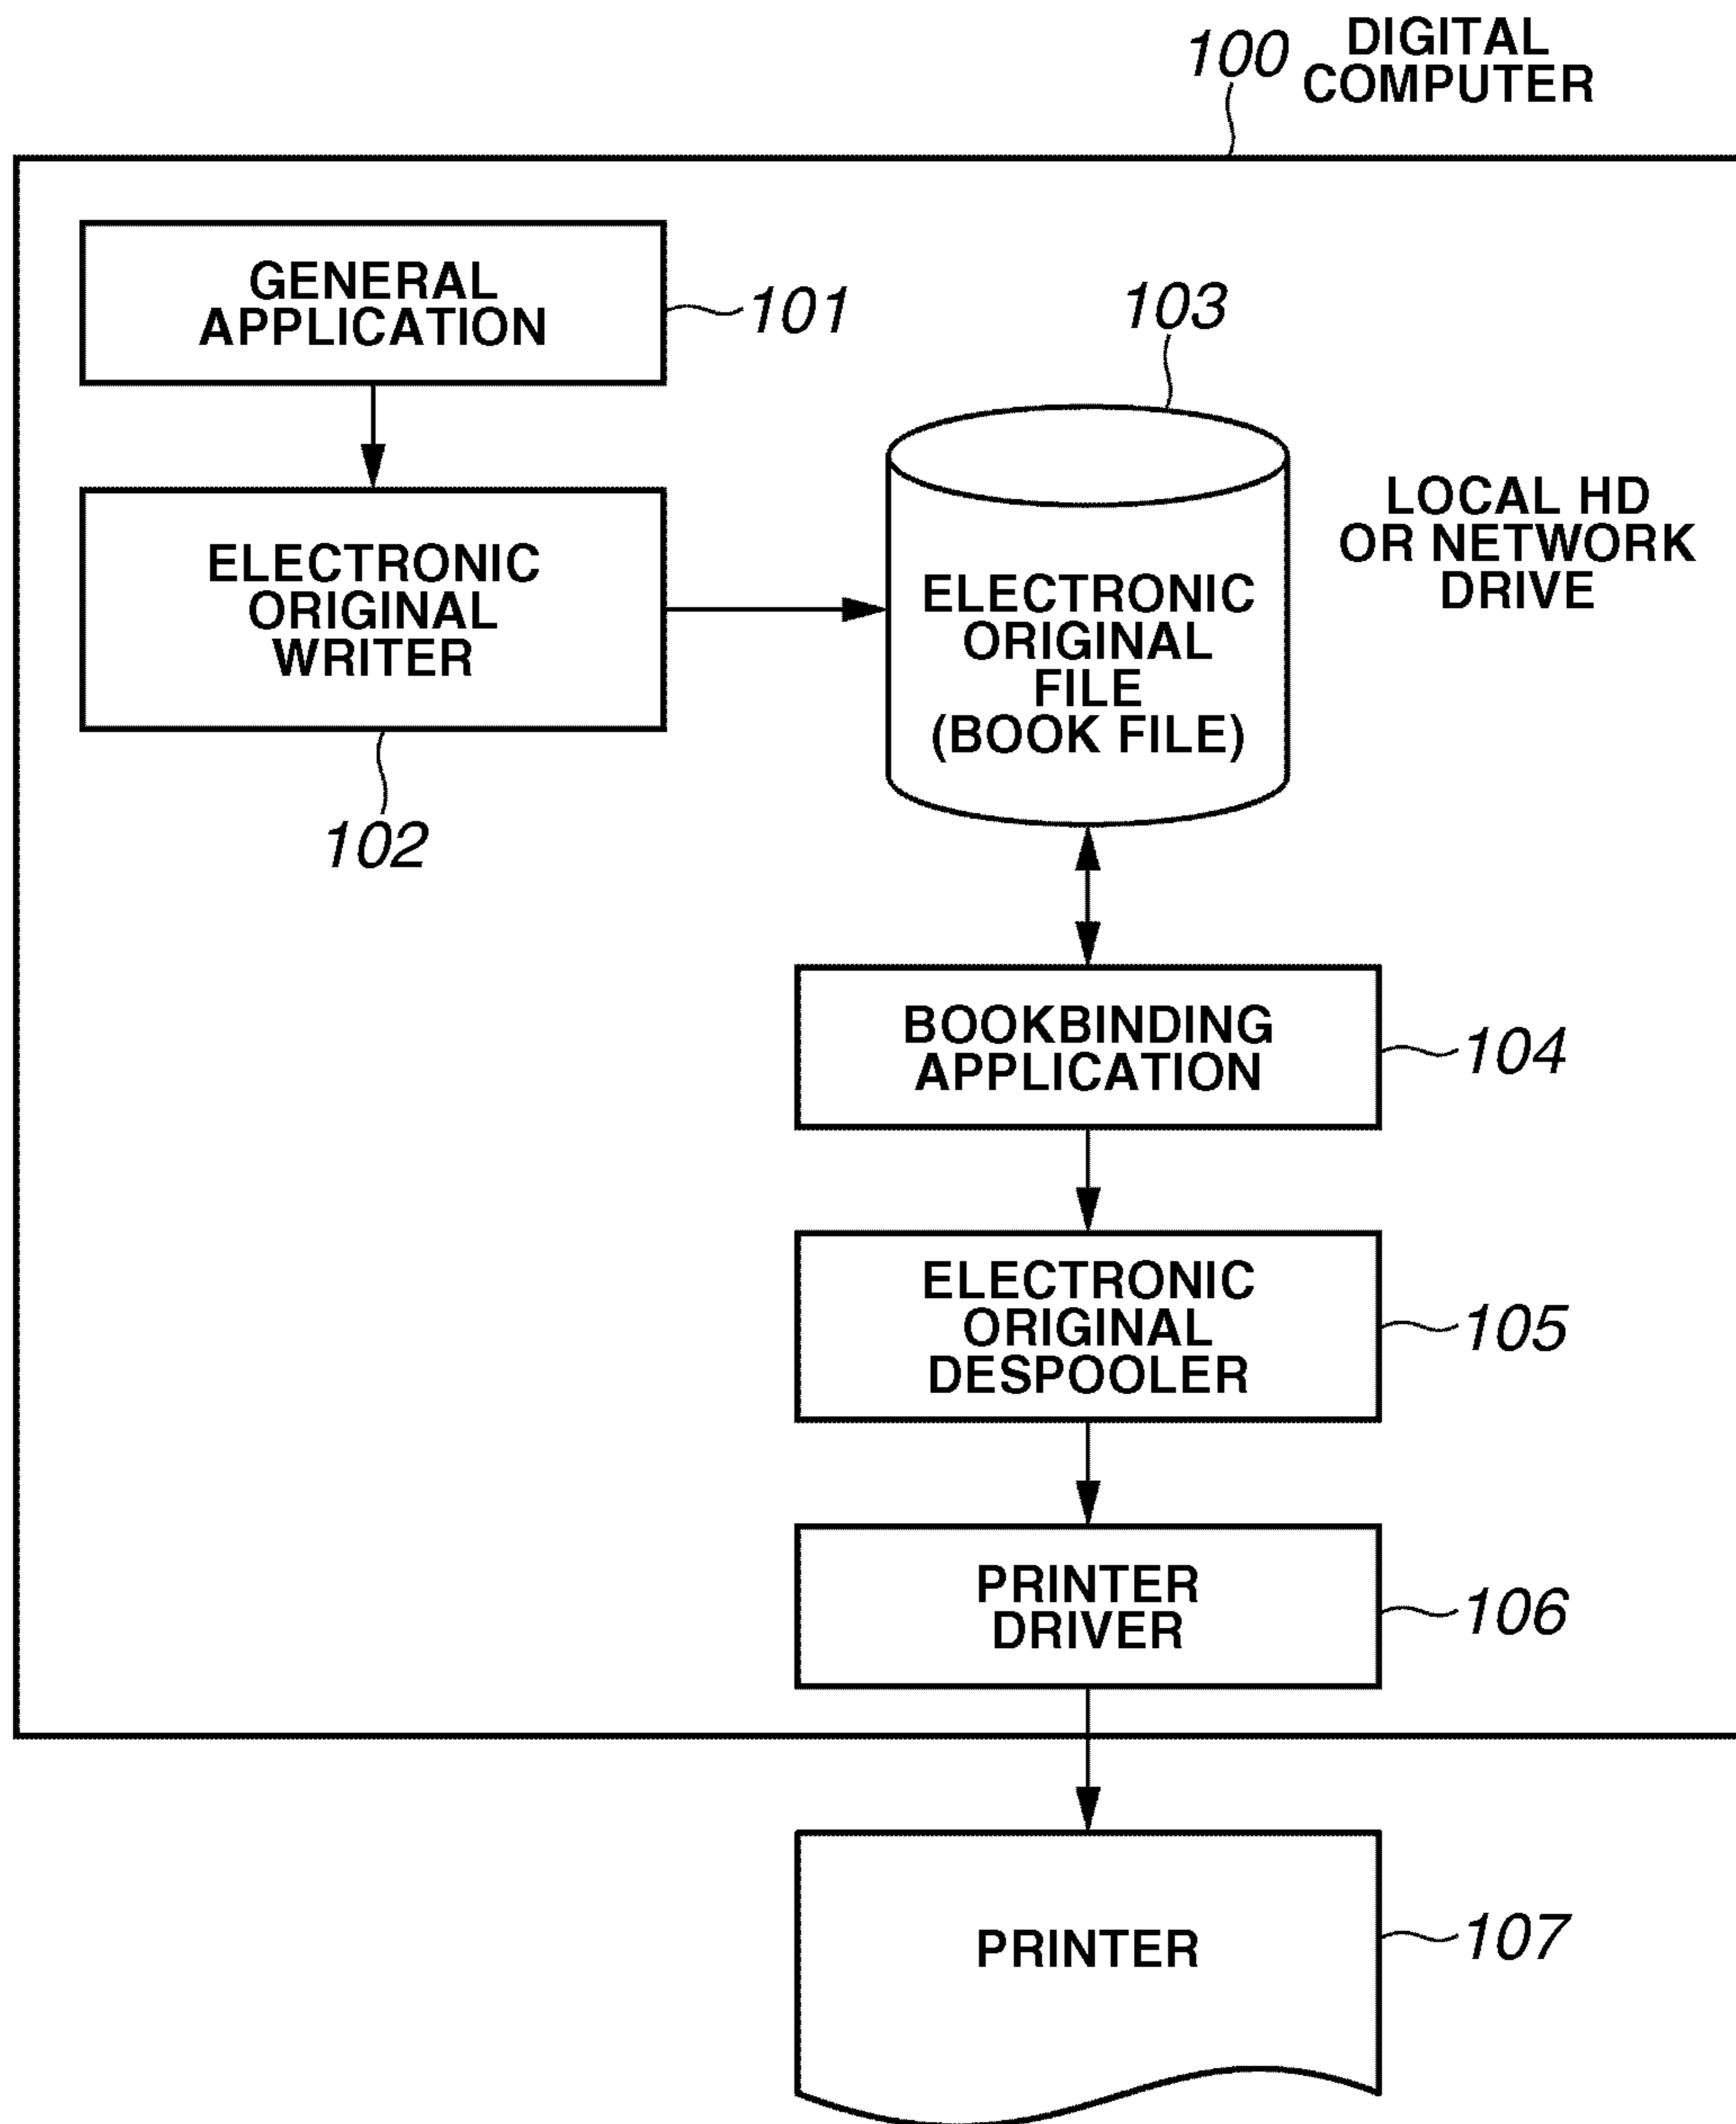 100 DIGITAL
COMPUTER
GENERAL
APPLICATION
101
103
ELECTRONIC
ORIGINAL
WRITER
102
ELECTRONIC
ORIGINAL
FILE
(BOOK FILE)
LOCAL HD
OR NETWORK
DRIVE
BOOKBINDING
APPLICATION
104
ELECTRONIC
ORIGINAL
DESPOOLER
105
PRINTER
DRIVER
106
PRINTER
107